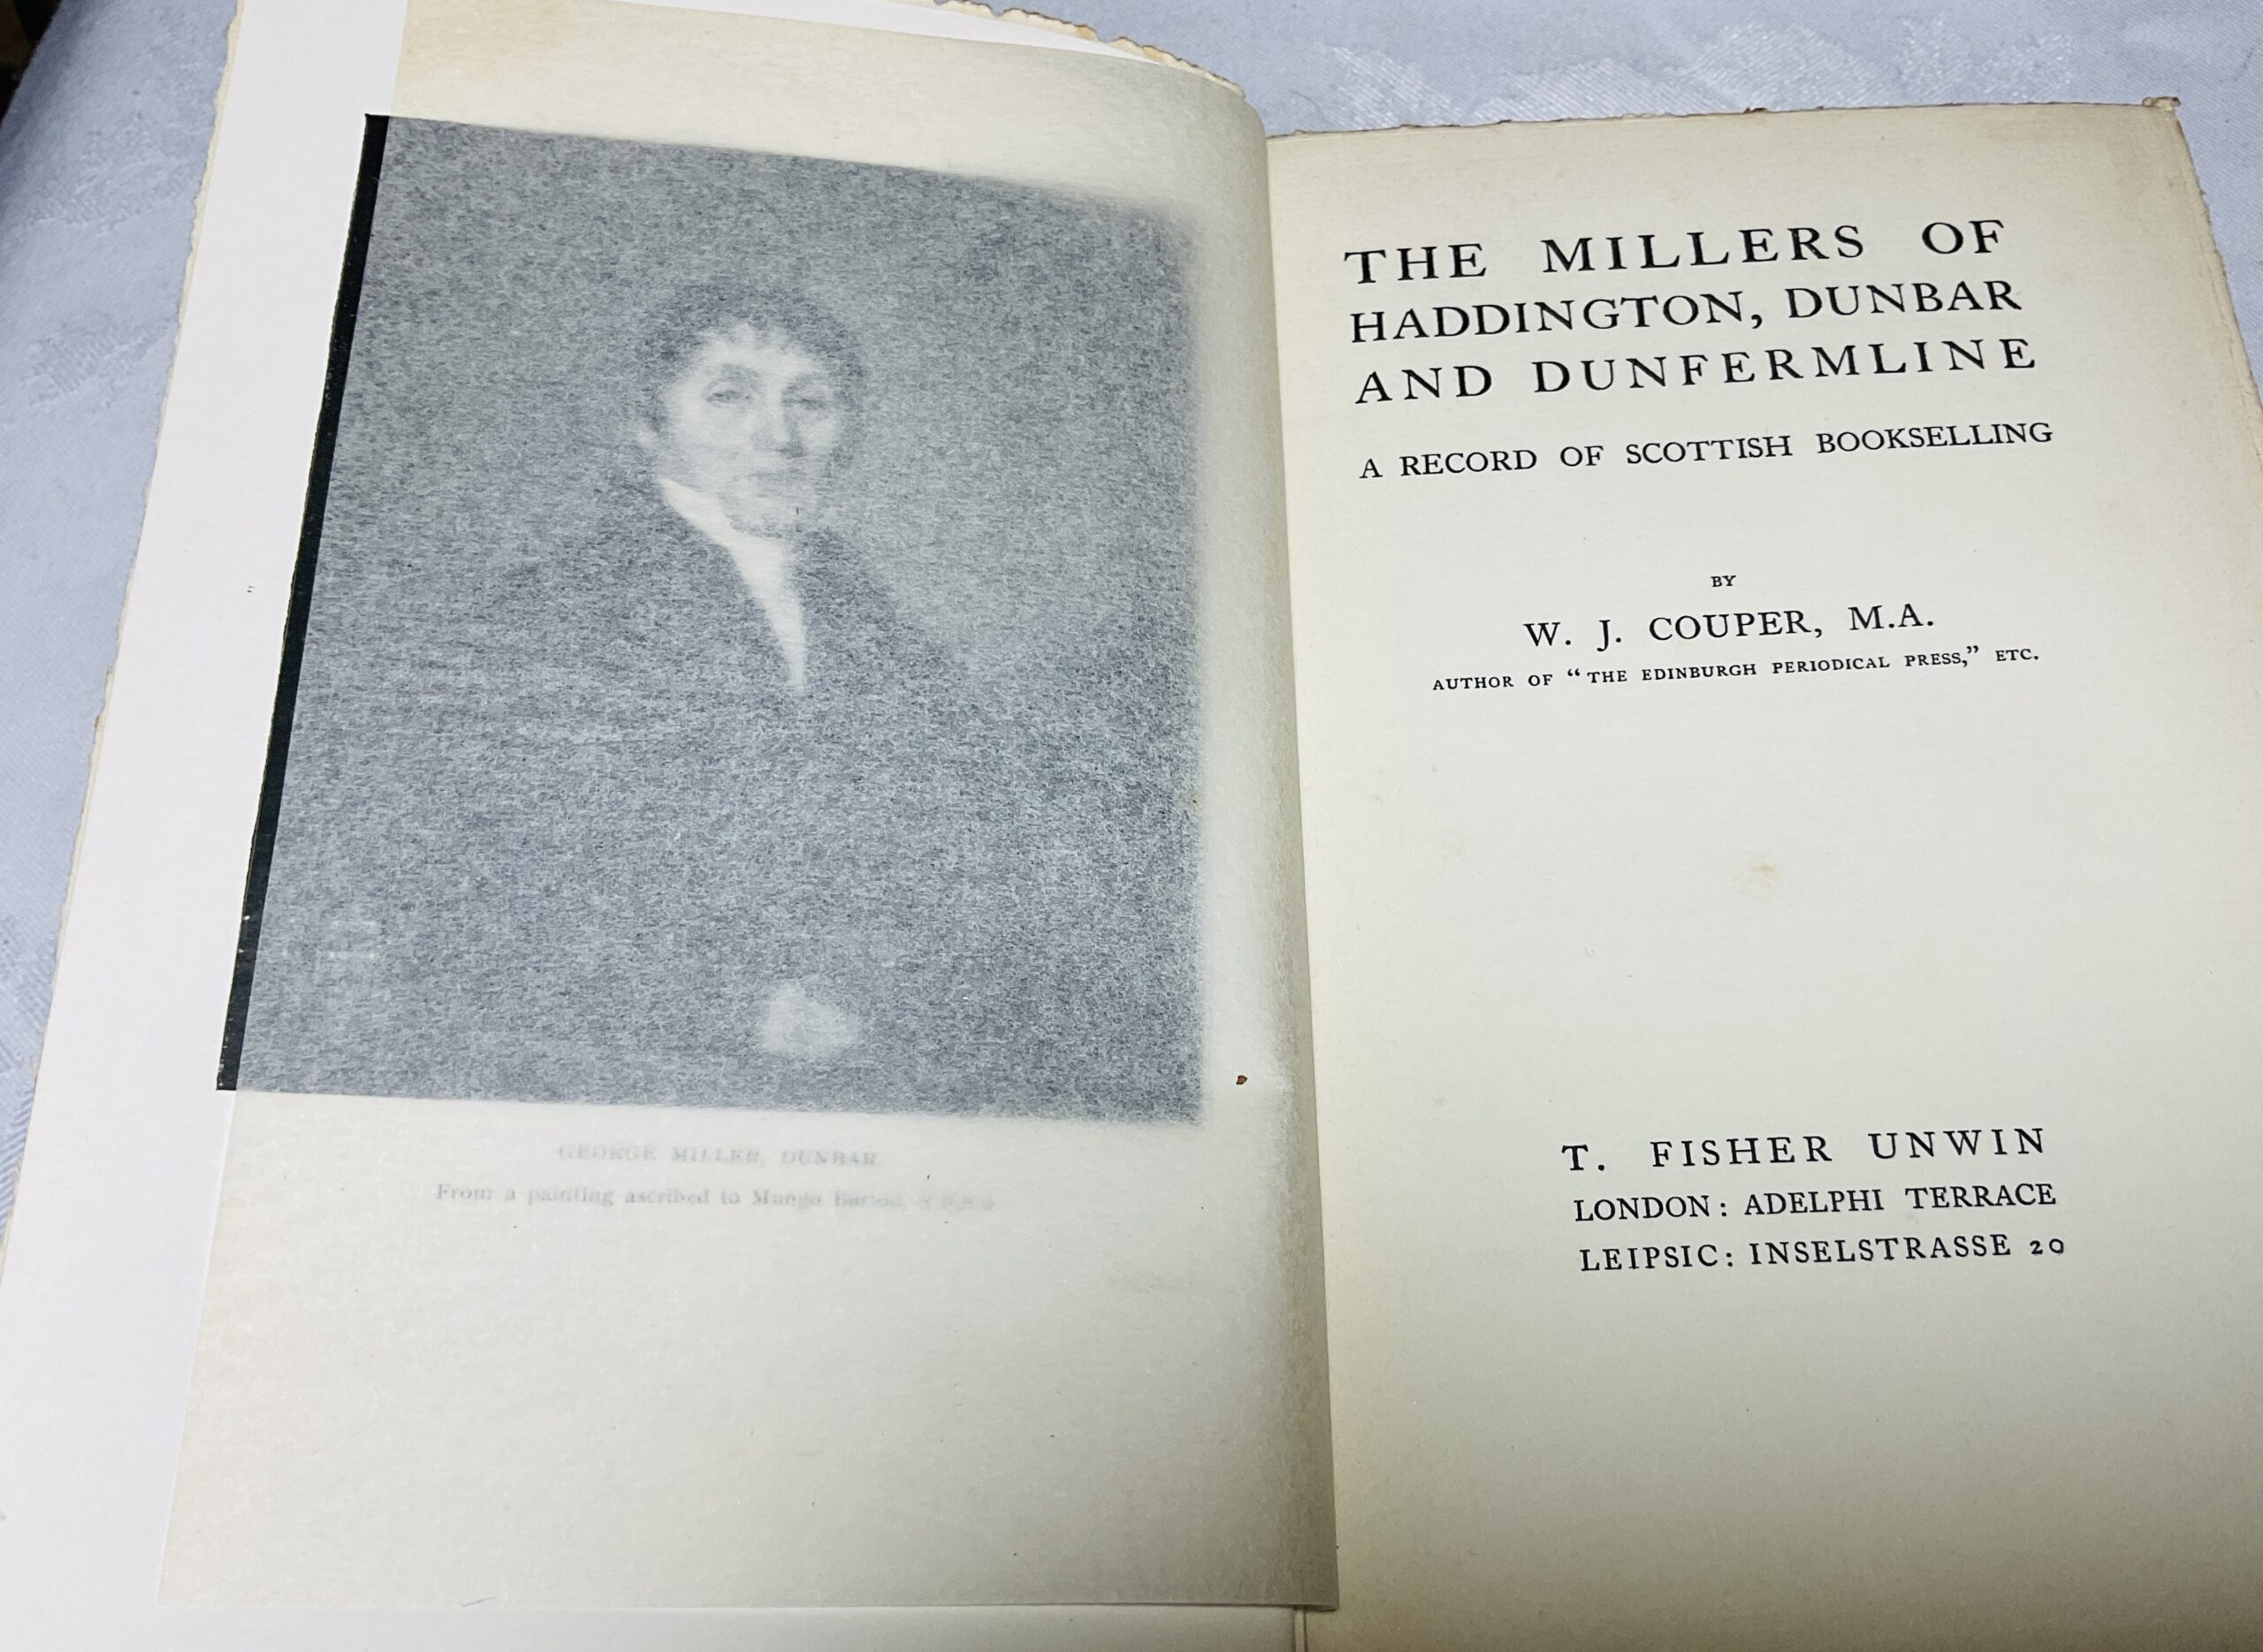 GEORGE MILLER, DUNBAR
From a painting ascribed to Mungo
THE MILLERS OF
HADDINGTON, DUNBAR
AND DUNFERMLINE
A RECORD OF SCOTTISH BOOKSELLING
BY
W. J. COUPER, M.A.
AUTHOR OF “THE EDINBURGH PERIODICAL PRESS,” ETC.
T. FISHER UNWIN
LONDON: ADELPHI TERRACE
LEIPSIC: INSELSTRASSE 20